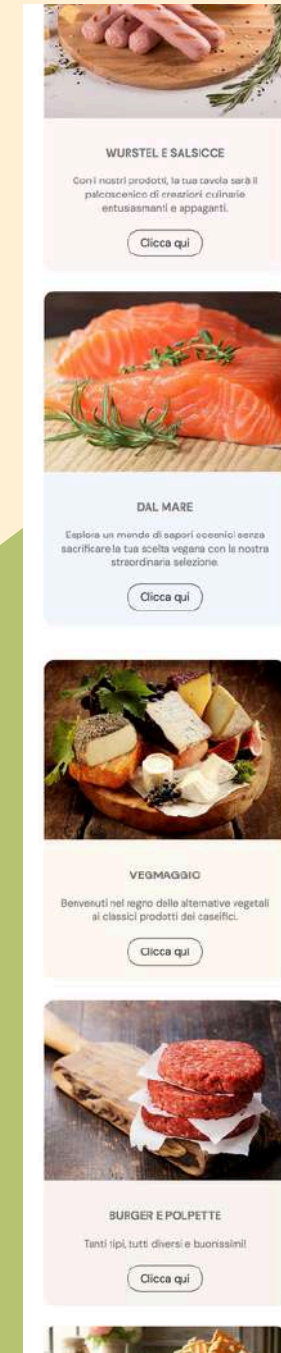 WURSTEL E SALSICCE
Con i nostri prodotti, la tua tavola sarà il
palcoscenico di creazioni culinarie
entusiasmanti e appaganti.
Clicca qui
DAL MARE
Esplora un mondo di sapori oceanici senza
sacrificare la tua scelta vegana con la nostra
straordinaria selezione.
Clicca qui
VEGMAGGIO
Benvenuti nel regno delle alternative vegetali
ai classici prodotti dei caseifici.
Clicca qui
BURGER E POLPETTE
Tanti tipi, tutti diversi e buonissimi!
Clicca qui